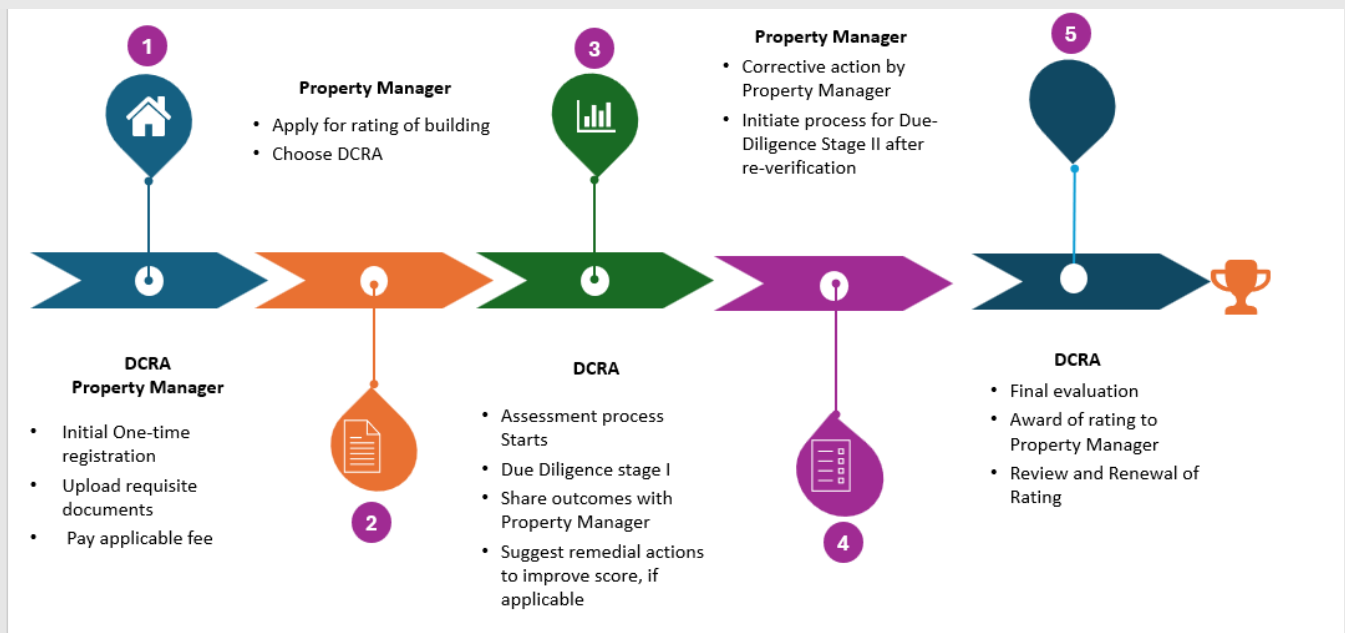 1
DCRA
Property Manager
• Initial One-time
registration
• Upload requisite
documents
• Pay applicable fee
Property Manager
• Apply for rating of building
• Choose DCRA
2
3
DCRA
• Assessment process
Starts
• Due Diligence stage I
• Share outcomes with
Property Manager
• Suggest remedial actions
to improve score, if
applicable
Property Manager
• Corrective action by
Property Manager
• Initiate process for Due-
Diligence Stage II after
re-verification
4
5
DCRA
• Final evaluation
• Award of rating to
Property Manager
• Review and Renewal of
Rating